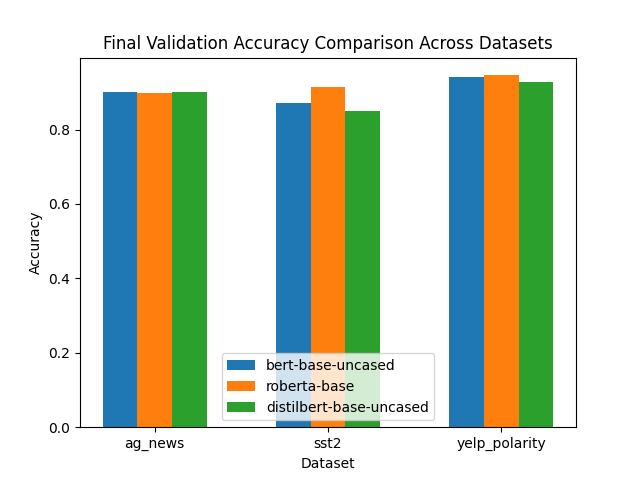 Final Validation Accuracy Comparison Across Datasets
Accuracy
0.8
0.6
0.4
0.2
0.0
bert-base-uncased
roberta-base
distilbert-base-uncased
ag_news sst2 yelp_polarity
Dataset